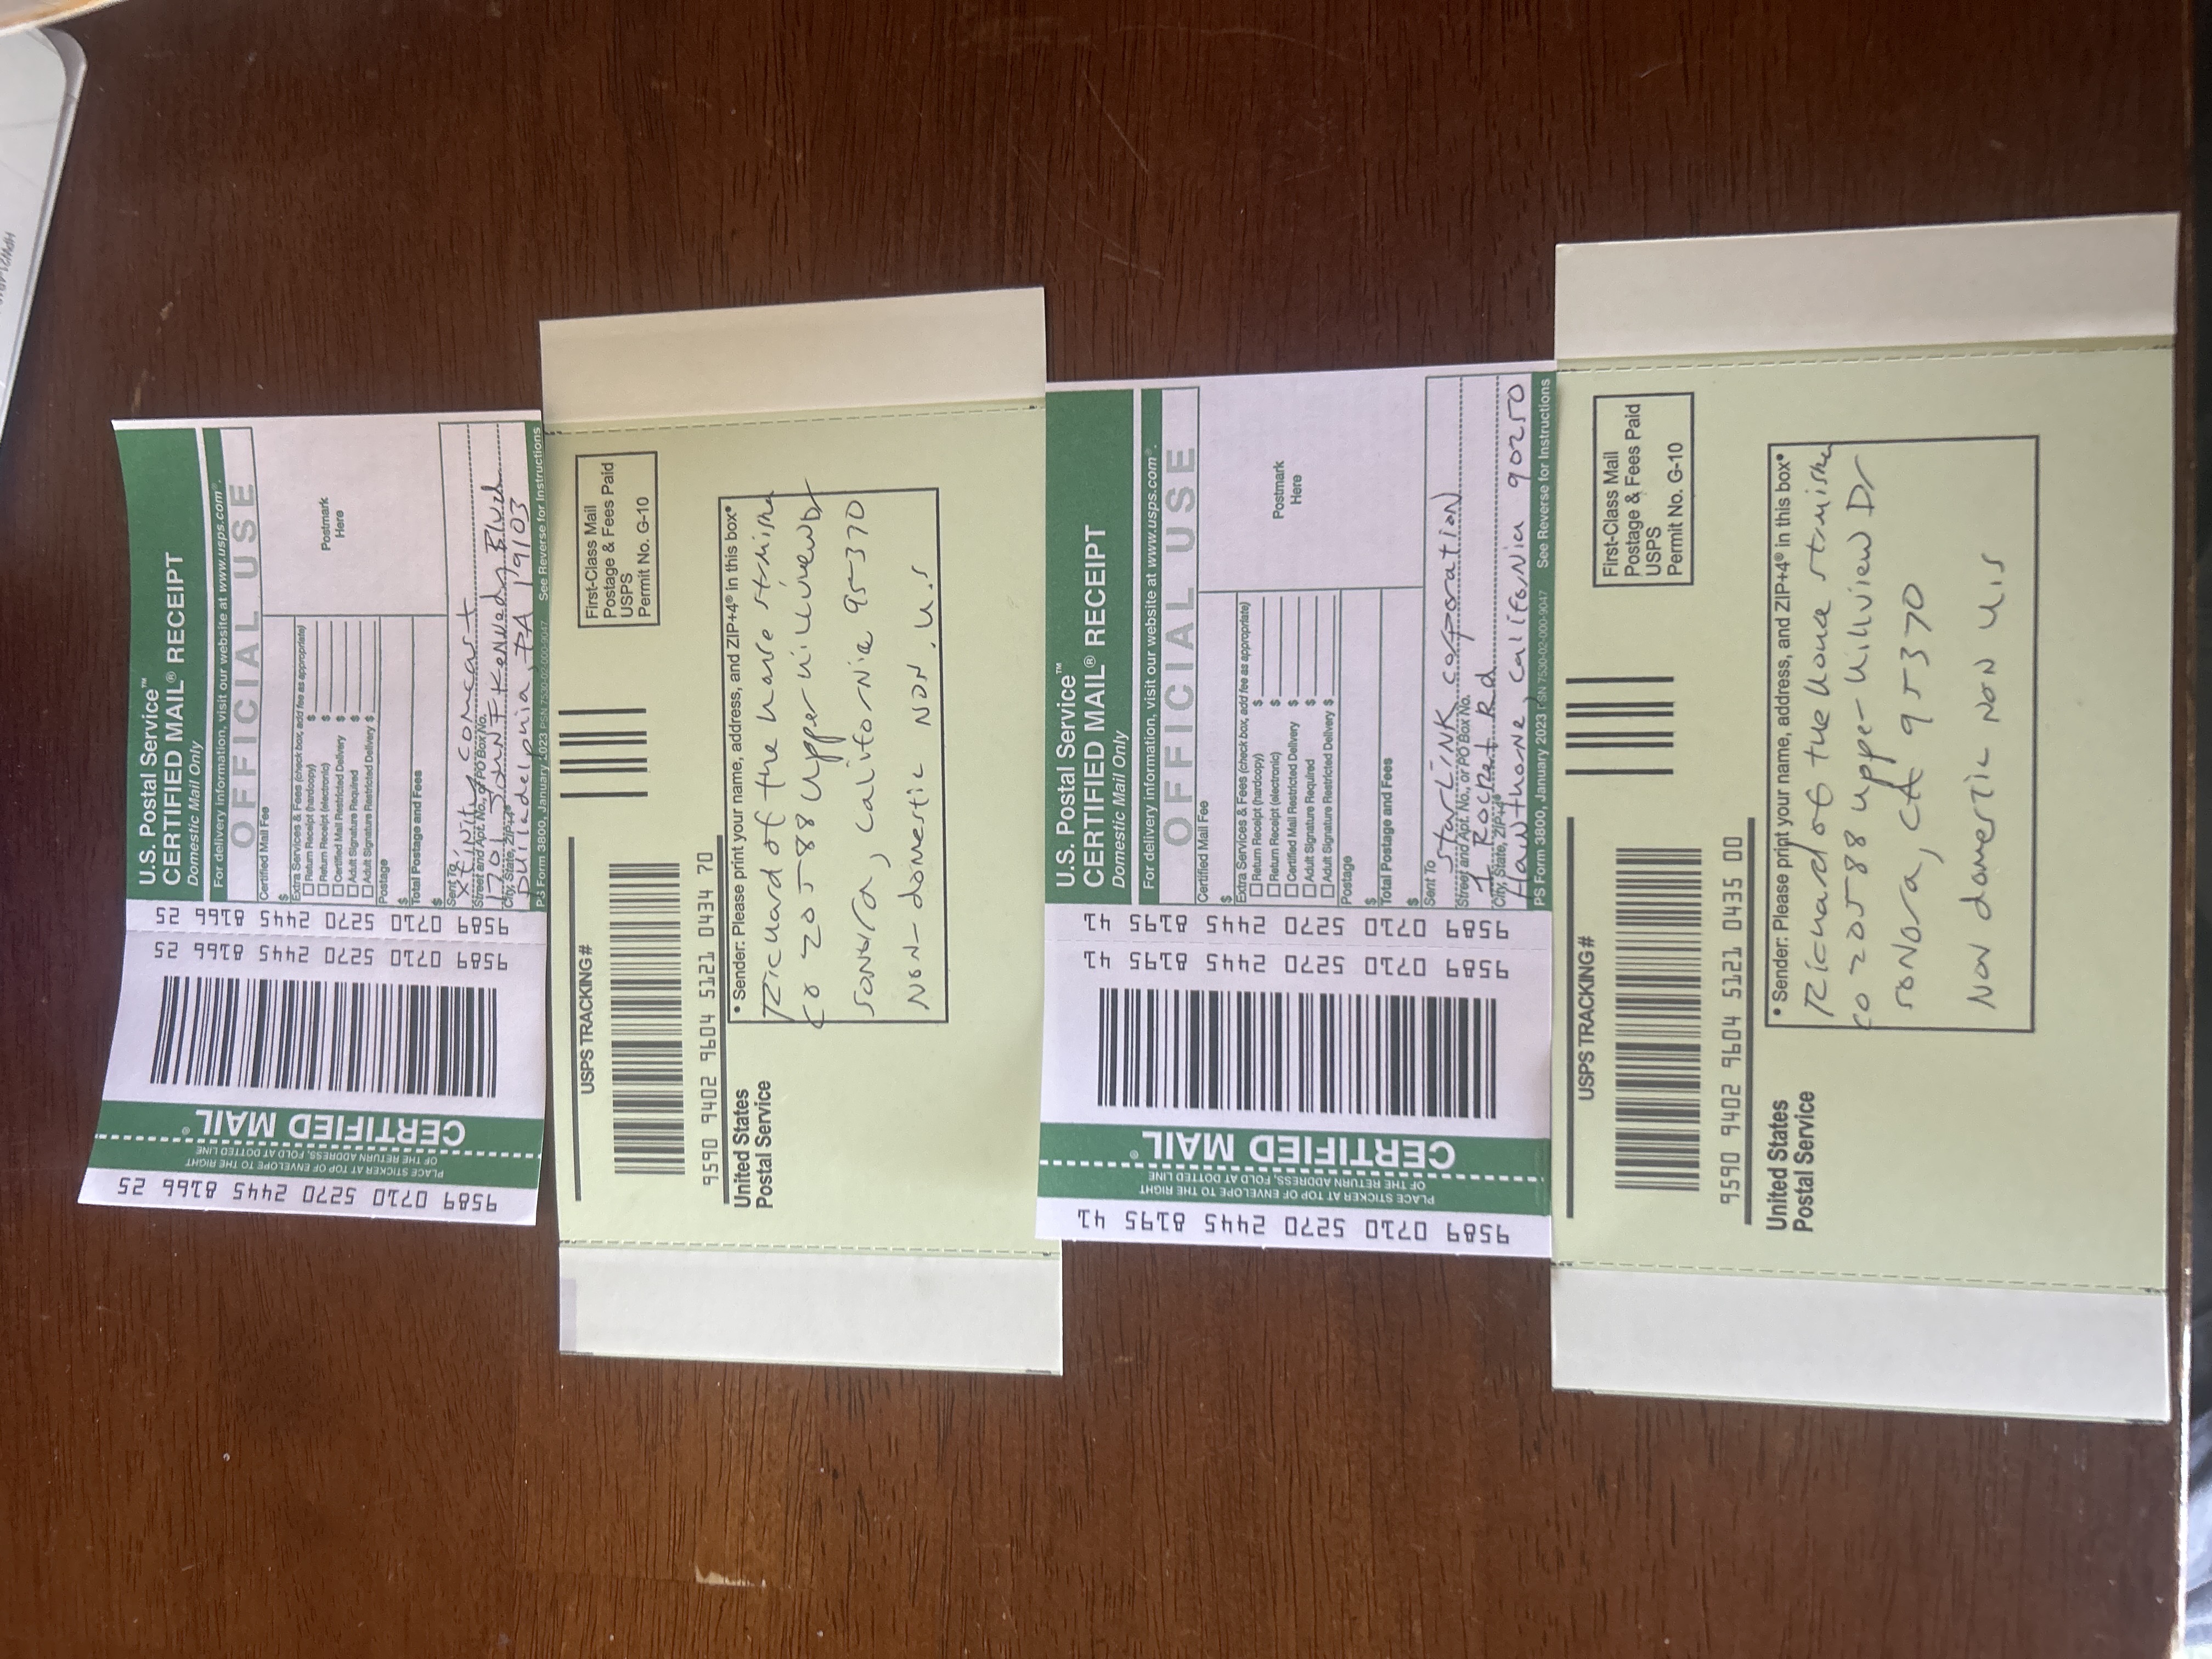 9589 0710 5270 2445 8166 25
PLACE STICKER AT TOP OF ENVELOPE TO THE RIGHT
OF THE RETURN ADDRESS, FOLD AT DOTTED LINE
CERTIFIED MAIL®
9589 0710 5270 2445 8166 25
9589 0710 5270 2445 8166 25
U.S. Postal Service™
CERTIFIED MAIL® RECEIPT
Domestic Mail Only
For delivery information, visit our website at www.usps.com®.
OFFICIAL USE
Certified Mail Fee
$
Extra Services & Fees (check box, add fee as appropriate)
Return Receipt (hardcopy) $
Return Receipt (electronic) $
Certified Mail Restricted Delivery $
Adult Signature Required $
Adult Signature Restricted Delivery $
Postmark
Here
Postage
$
Total Postage and Fees
$
Sent To
Xfinity Comcast
Street and Apt. No., or PO Box No.
1701 John F Kennedy Blvd
City, State, ZIP+4®
Philadelphia, PA 19103
PS Form 3800, January 2023 PSN 7530-02-000-9047 See Reverse for Instructions
USPS TRACKING #
First-Class Mail
Postage & Fees Paid
USPS
Permit No. G-10
9590 9402 9604 5121 0434 70
United States
Postal Service
• Sender: Please print your name, address, and ZIP+4® in this box•
Richard of the house
co 20588 Upper Hillview Dr
Sonora, California 95370
Non-domestic Non. U.S
9589 0710 5270 2445 8195 41
PLACE STICKER AT TOP OF ENVELOPE TO THE RIGHT
OF THE RETURN ADDRESS, FOLD AT DOTTED LINE
CERTIFIED MAIL®
9589 0710 5270 2445 8195 41
9589 0710 5270 2445 8195 41
U.S. Postal Service™
CERTIFIED MAIL® RECEIPT
Domestic Mail Only
For delivery information, visit our website at www.usps.com®.
OFFICIAL USE
Certified Mail Fee
$
Extra Services & Fees (check box, add fee as appropriate)
Return Receipt (hardcopy) $
Return Receipt (electronic) $
Certified Mail Restricted Delivery $
Adult Signature Required $
Adult Signature Restricted Delivery $
Postmark
Here
Postage
$
Total Postage and Fees
$
Sent To
StarLink corporation
Street and Apt. No., or PO Box No.
1 Rocket Rd
City, State, ZIP+4®
Hawthorne, California 90250
PS Form 3800, January 2023 PSN 7530-02-000-9047 See Reverse for Instructions
USPS TRACKING #
First-Class Mail
Postage & Fees Paid
USPS
Permit No. G-10
9590 9402 9604 5121 0435 00
United States
Postal Service
• Sender: Please print your name, address, and ZIP+4® in this box•
Richard of the house
co 20588 Upper Hillview Dr
Sonora, CA 95370
Non domestic Non U.S